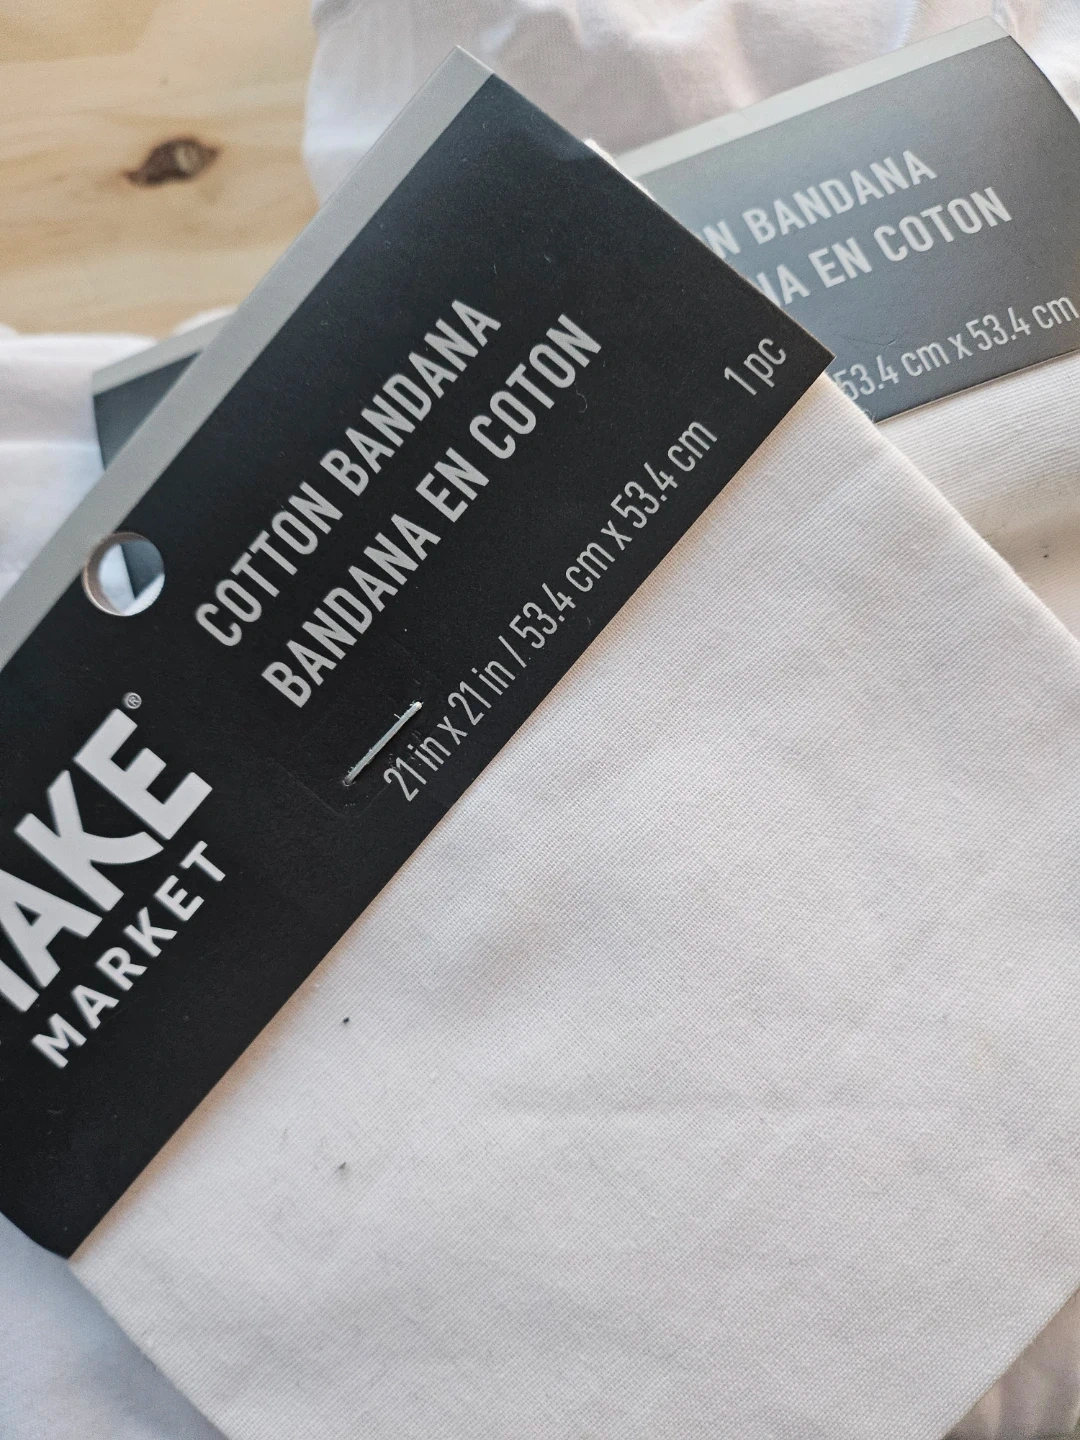 COTTON BANDANA
BANDANA EN COTON
21 in x 21 in / 53.4 cm x 53.4 cm
1 pc
MAKE®
MARKET
N BANDANA
NA EN COTON
53.4 cm x 53.4 cm